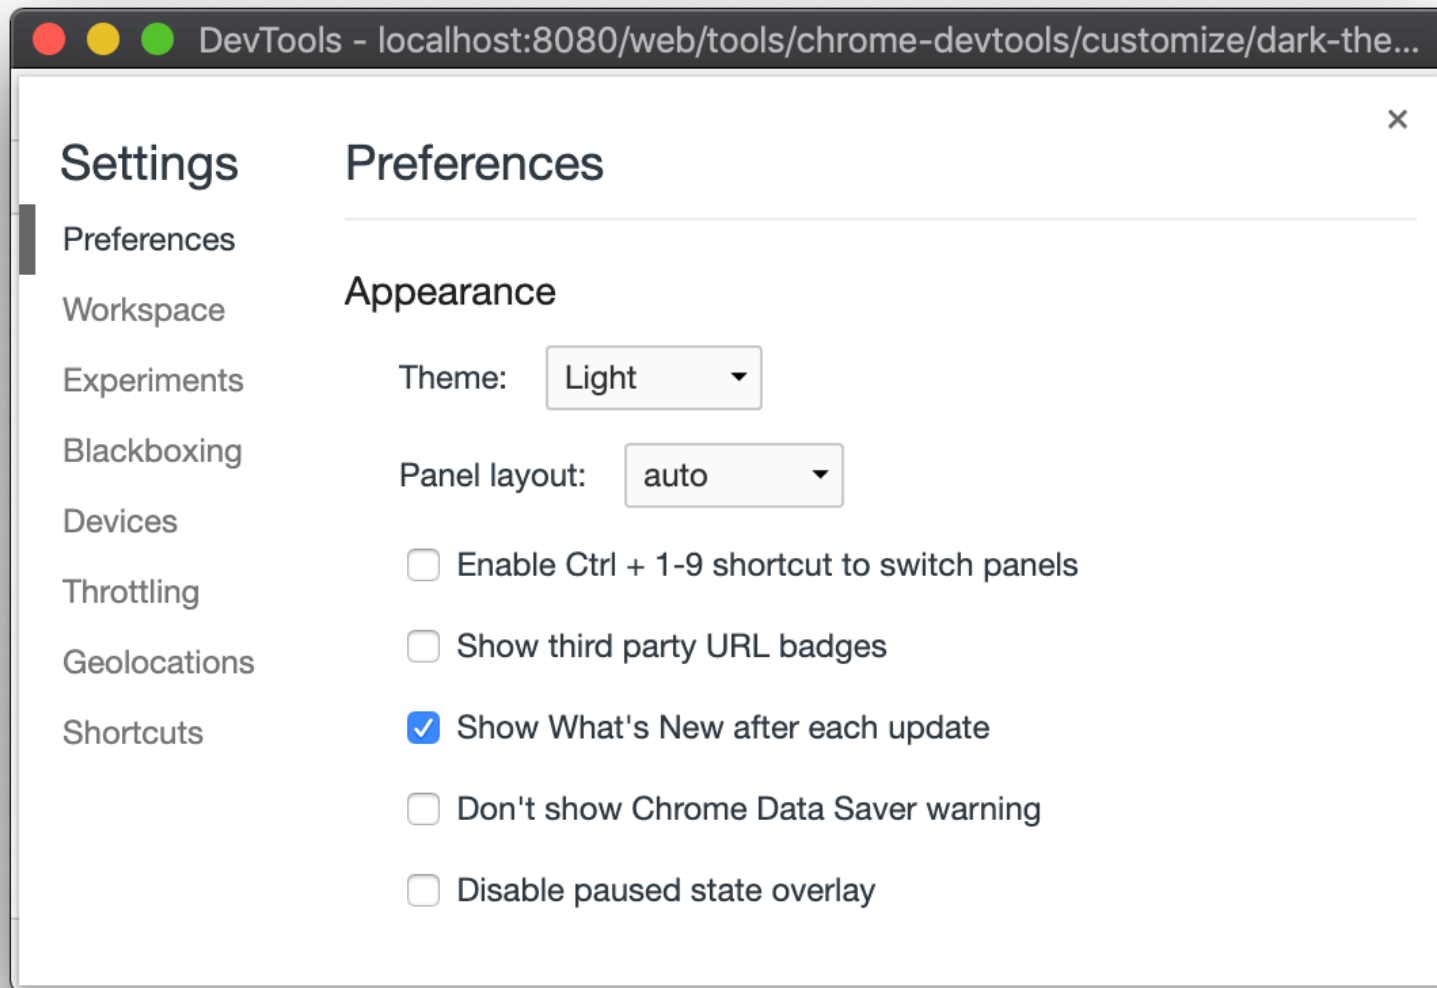 DevTools - localhost:8080/web/tools/chrome-devtools/customize/dark-the...
Settings
Preferences
Workspace
Experiments
Blackboxing
Devices
Throttling
Geolocations
Shortcuts
Preferences
Appearance
Theme: Light
Panel layout: auto
Enable Ctrl + 1-9 shortcut to switch panels
Show third party URL badges
Show What's New after each update
Don't show Chrome Data Saver warning
Disable paused state overlay